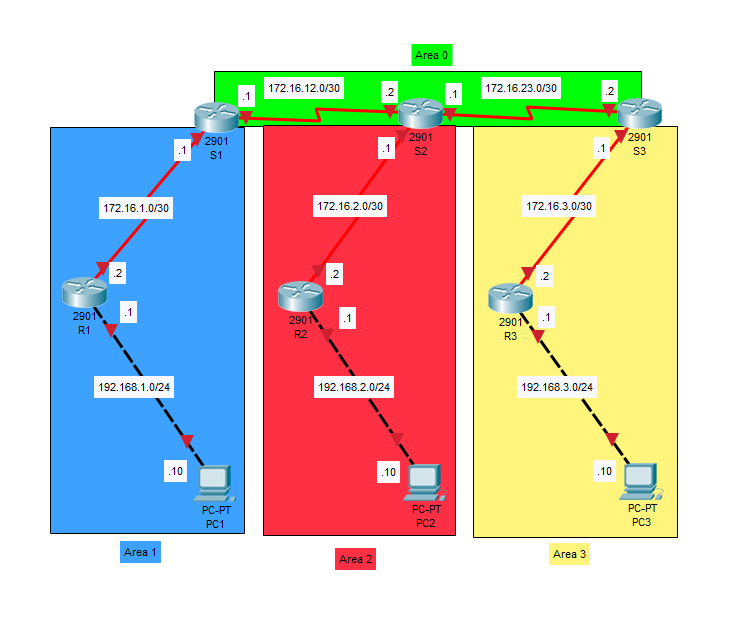 Area 0
172.16.12.0/30
172.16.23.0/30
.1
.2
.1
.2
2901
S1
2901
S2
2901
S3
.1
.1
.1
172.16.1.0/30
172.16.2.0/30
172.16.3.0/30
.2
.2
.2
2901
R1
2901
R2
2901
R3
.1
.1
.1
192.168.1.0/24
192.168.2.0/24
192.168.3.0/24
.10
.10
.10
PC-PT
PC1
PC-PT
PC2
PC-PT
PC3
Area 1
Area 2
Area 3